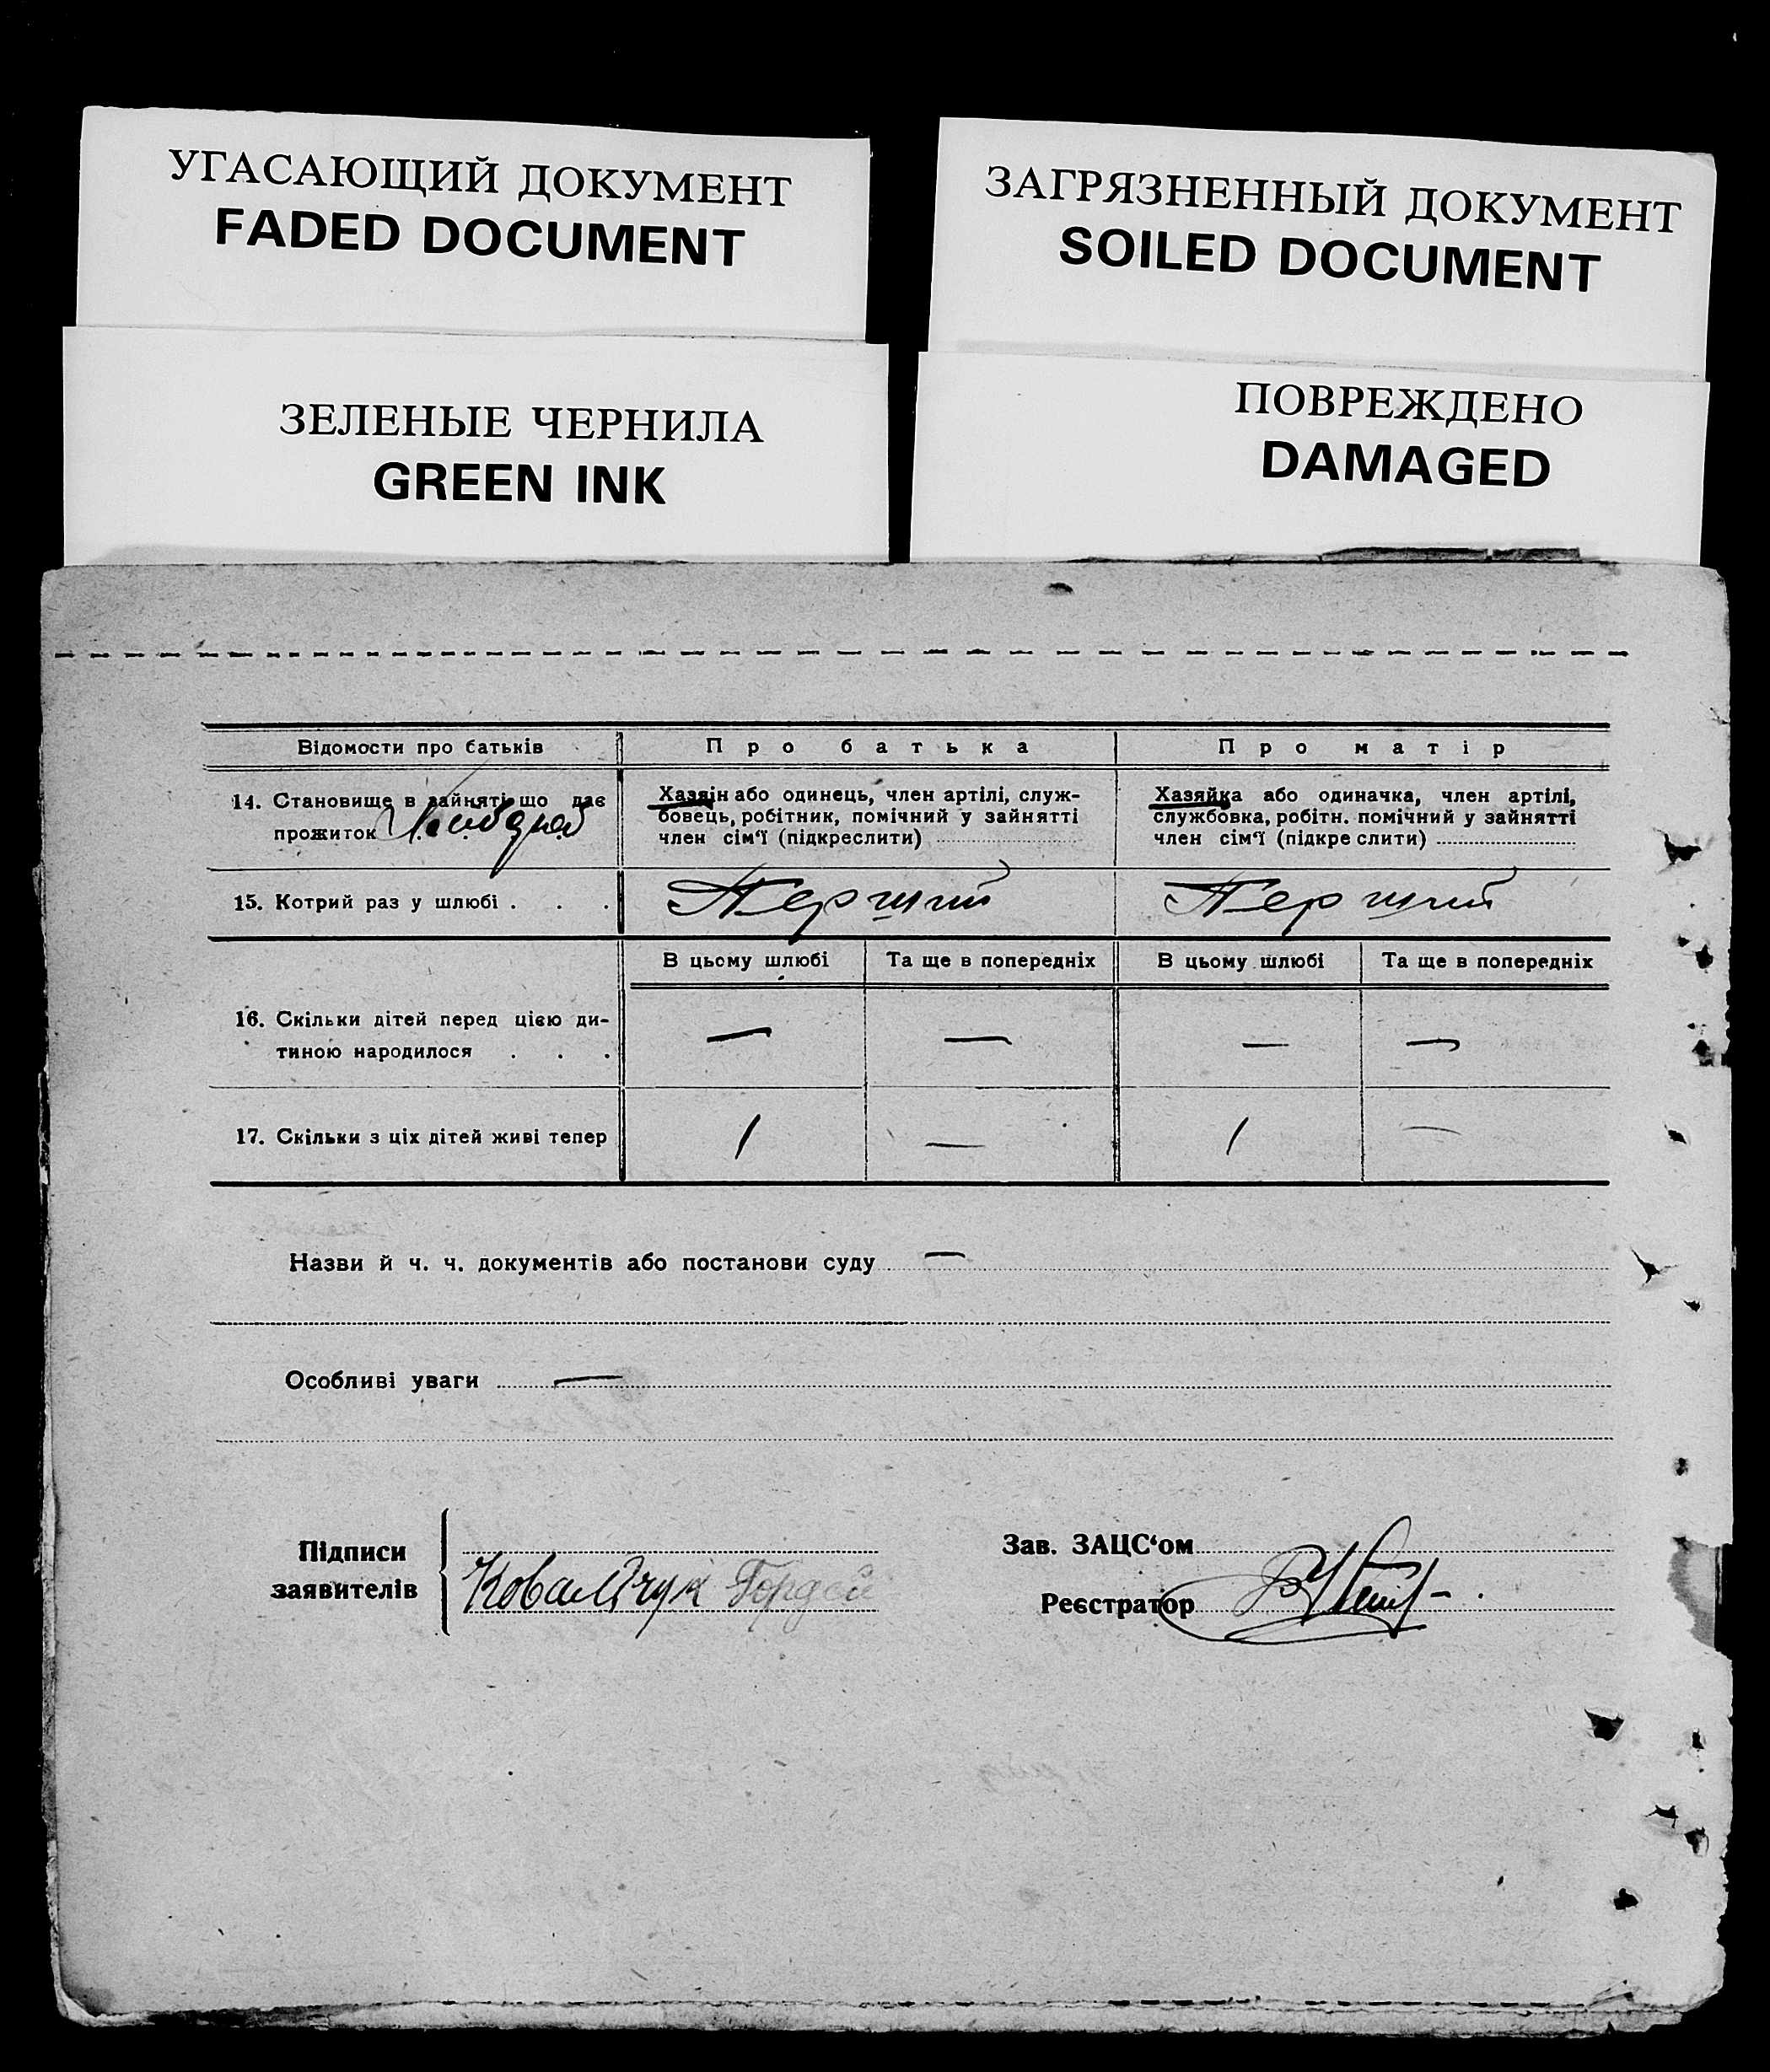 УГАСАЮЩИЙ ДОКУМЕНТ
FADED DOCUMENT
ЗАГРЯЗНЕННЫЙ ДОКУМЕНТ
SOILED DOCUMENT
ЗЕЛЕНЫЕ ЧЕРНИЛА
GREEN INK
ПОВРЕЖДЕНО
DAMAGED
Відомости про батьків
Про батька
Про матір
14. Становище в зайняті що дає
прожиток
Хазяїн або одинець, член артілі, служ-
бовець, робітник, помічний у зайнятті
член сім‘ї (підкреслити)
Хазяйка або одиначка, член артілі,
службовка, робітн. помічний у зайнятті
член сім‘ї (підкре слити)
15. Котрий раз у шлюбі . . .
Перший
Перший
В цьому шлюбі
Та ще в попередніх
В цьому шлюбі
Та ще в попередніх
16. Скільки дітей перед цією ди-
тиною народилося . . .
— — — —
17. Скільки з ціх дітей живі тепер
1 — 1 —
Назви й ч. ч. документів або постанови суду —
Особливі уваги —
Підписи
заявителів
Ковальчук Гордей
Зав. ЗАЦС‘ом
Реєстратор